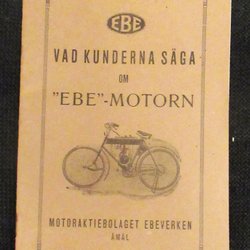 EBE
VAD KUNDERNA SÄGA
OM
"EBE"-MOTORN
MOTORAKTIEBOLAGET EBEVERKEN
ÅMÅL